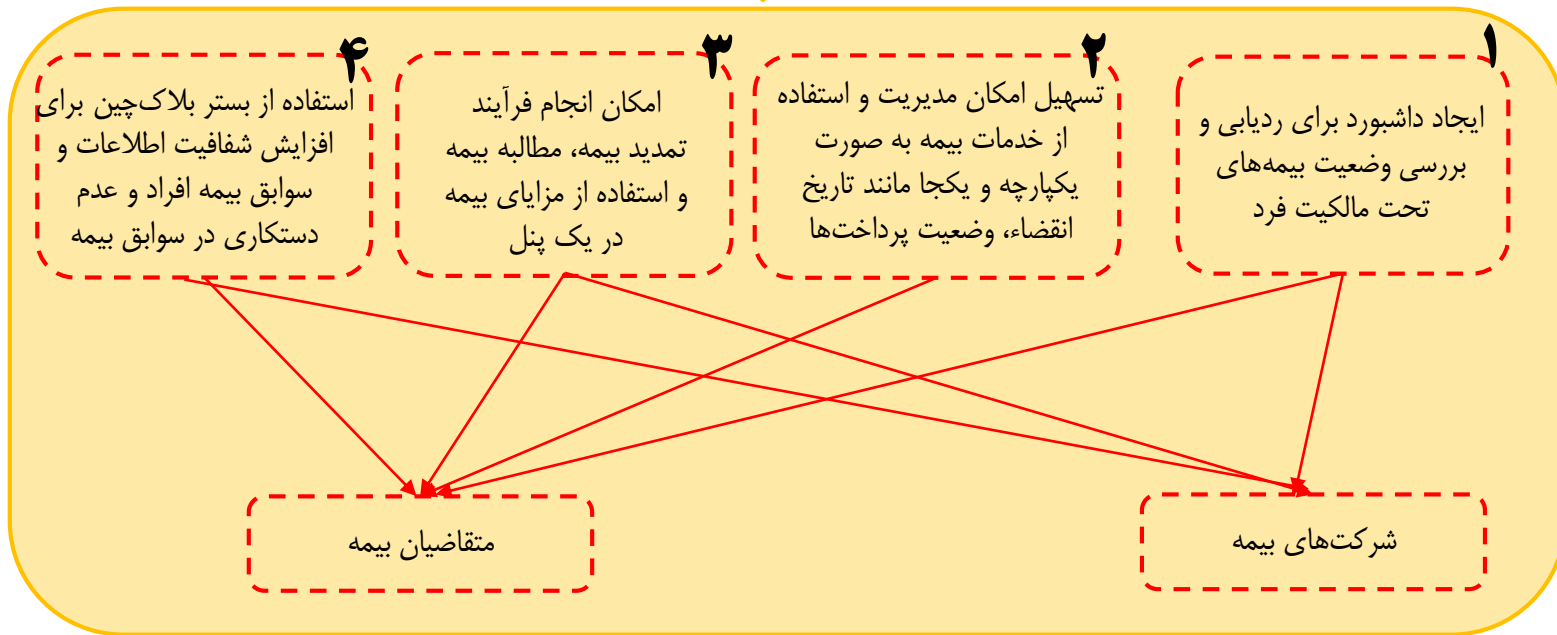 ۱
ایجاد داشبورد برای ردیابی و
بررسی وضعیت بیمه‌های
تحت مالکیت فرد
۲
تسهیل امکان مدیریت و استفاده
از خدمات بیمه به صورت
یکپارچه و یکجا مانند تاریخ
انقضاء، وضعیت پرداخت‌ها
۳
امکان انجام فرآیند
تمدید بیمه، مطالبه بیمه
و استفاده از مزایای بیمه
در یک پنل
۴
استفاده از بستر بلاک‌چین برای
افزایش شفافیت اطلاعات و
سوابق بیمه افراد و عدم
دستکاری در سوابق بیمه
شرکت‌های بیمه
متقاضیان بیمه